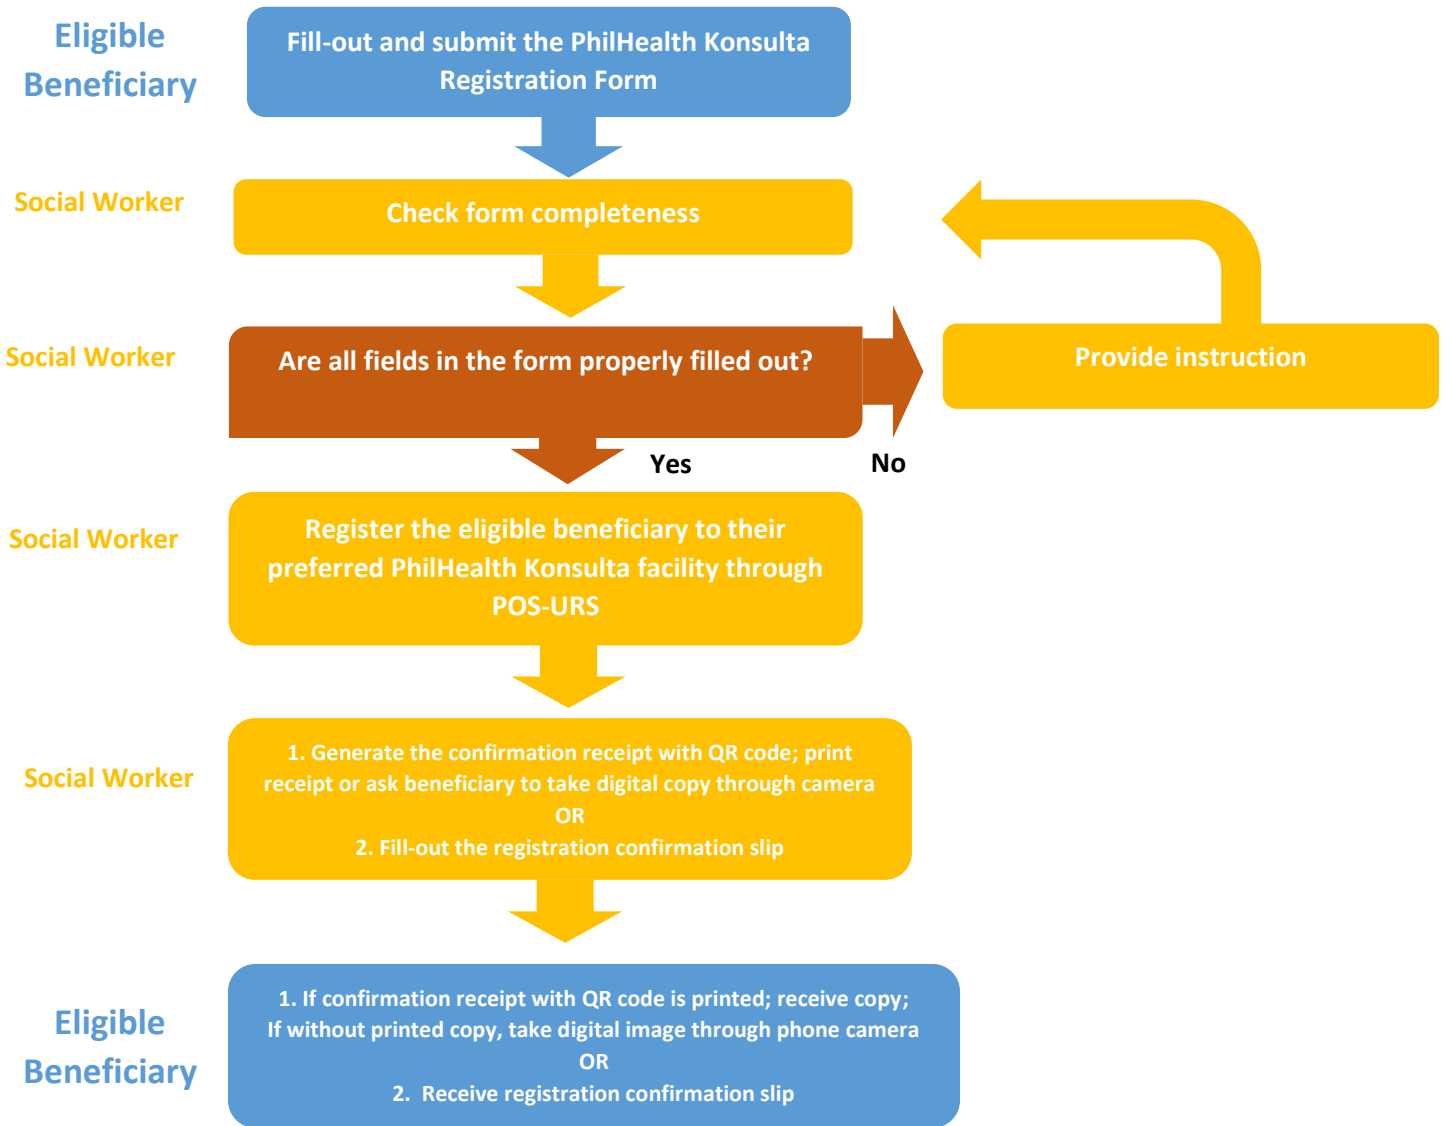 Eligible
Beneficiary
Fill-out and submit the PhilHealth Konsulta
Registration Form
Social Worker
Check form completeness
Social Worker
Are all fields in the form properly filled out?
Provide instruction
Yes
No
Social Worker
Register the eligible beneficiary to their
preferred PhilHealth Konsulta facility through
POS-URS
Social Worker
1. Generate the confirmation receipt with QR code; print
receipt or ask beneficiary to take digital copy through camera
OR
2. Fill-out the registration confirmation slip
Eligible
Beneficiary
1. If confirmation receipt with QR code is printed; receive copy;
If without printed copy, take digital image through phone camera
OR
2. Receive registration confirmation slip